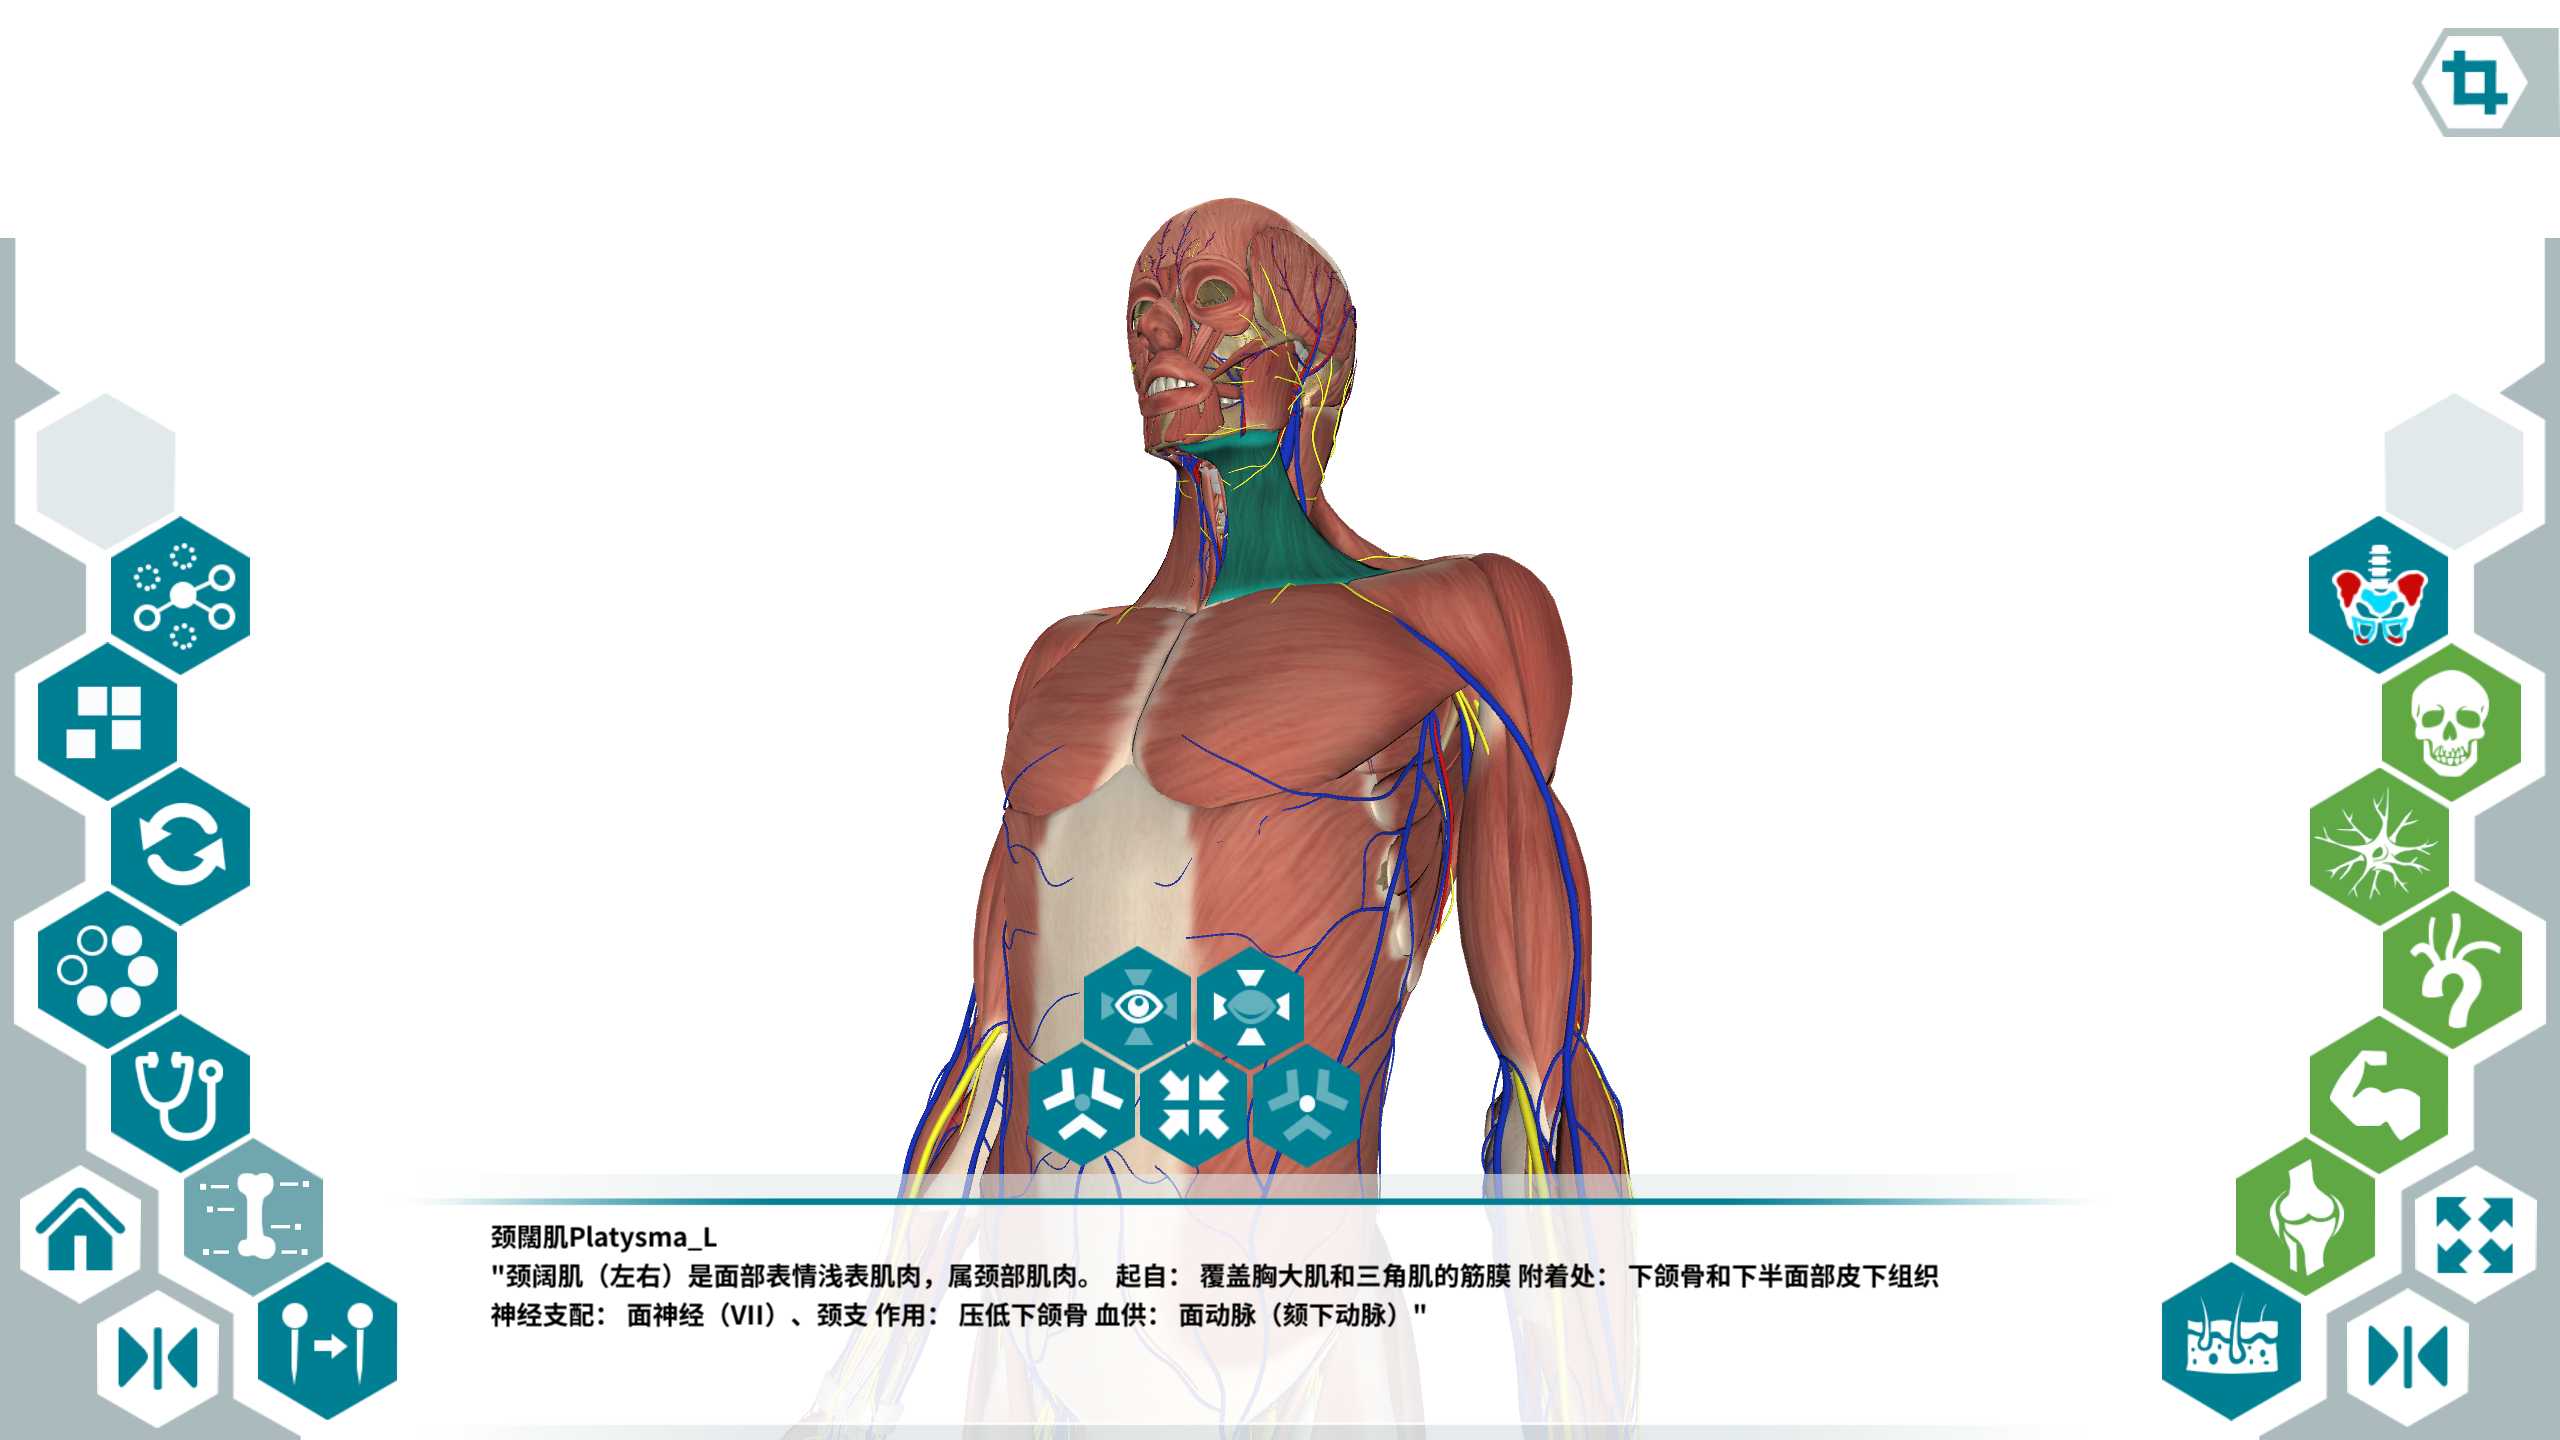 颈闊肌Platysma_L
"颈阔肌（左右）是面部表情浅表肌肉，属颈部肌肉。 起自： 覆盖胸大肌和三角肌的筋膜 附着处： 下颌骨和下半面部皮下组织
神经支配： 面神经（VII）、颈支 作用： 压低下颌骨 血供： 面动脉（颏下动脉）"